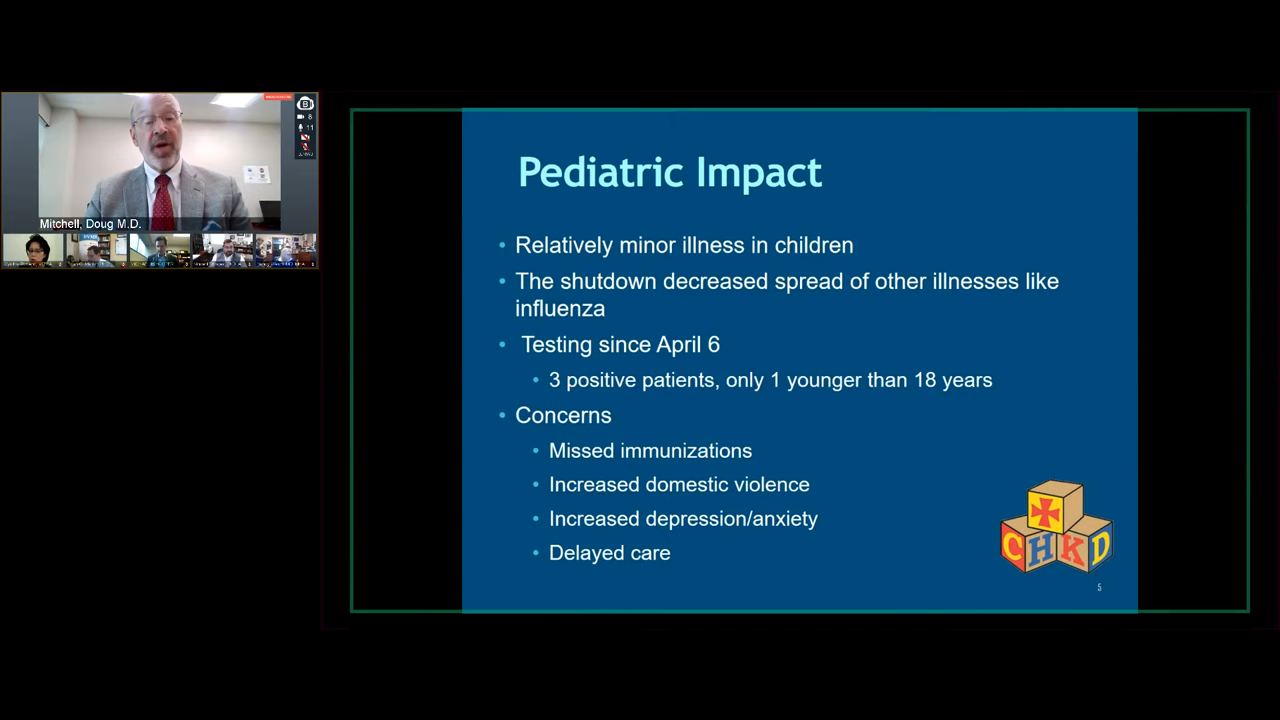 B
8
11
Mitchell, Doug M.D.
Pediatric Impact
• Relatively minor illness in children
• The shutdown decreased spread of other illnesses like
influenza
• Testing since April 6
• 3 positive patients, only 1 younger than 18 years
• Concerns
• Missed immunizations
• Increased domestic violence
• Increased depression/anxiety
• Delayed care
CHKD
5